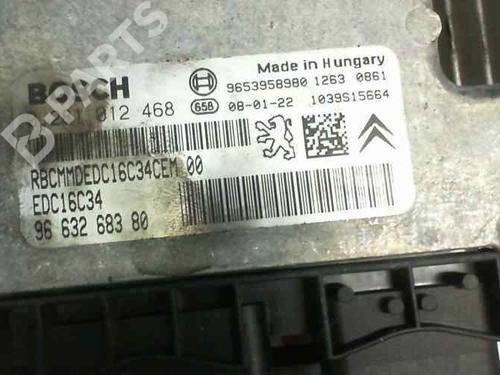 BOSCH
Made in Hungary
9653958980 1263 0861
012 468
658
08-01-22
1039S15664
RBCMMDEDC16C34CEM 00
EDC16C34
96 632 683 80
B-PARTS